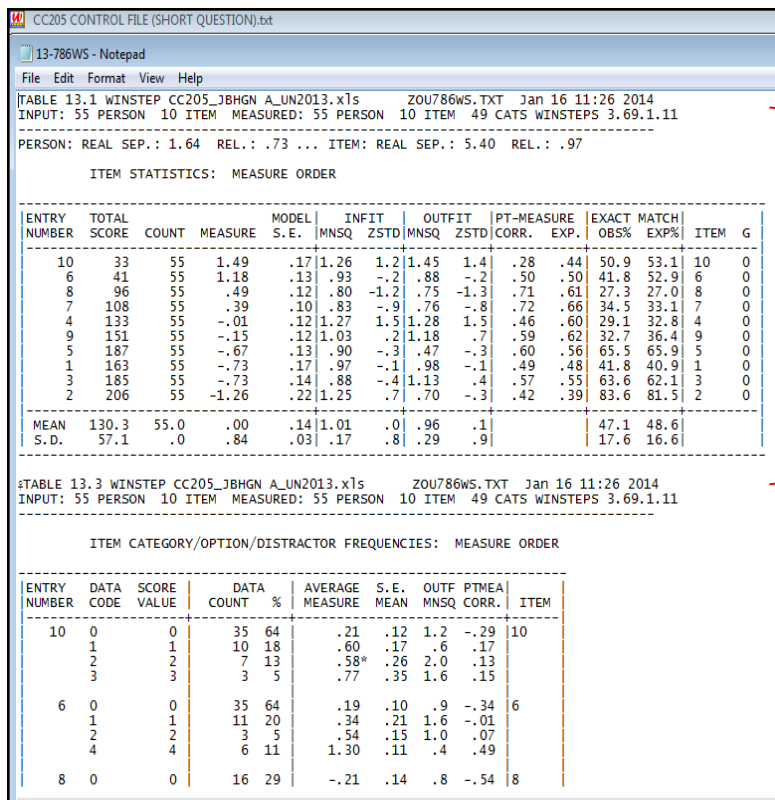 CC205 CONTROL FILE (SHORT QUESTION).txt
13-786WS - Notepad
File Edit Format View Help
TABLE 13.1 WINSTEP CC205_JBHGN A_UN2013.xls ZOU786WS.TXT Jan 16 11:26 2014
INPUT: 55 PERSON 10 ITEM MEASURED: 55 PERSON 10 ITEM 49 CATS WINSTEPS 3.69.1.11
--------------------------------------------------------------------------------
PERSON: REAL SEP.: 1.64 REL.: .73 ... ITEM: REAL SEP.: 5.40 REL.: .97
ITEM STATISTICS: MEASURE ORDER
|ENTRY TOTAL MODEL| INFIT | OUTFIT |PT-MEASURE |EXACT MATCH| |
|NUMBER SCORE COUNT MEASURE S.E. |MNSQ ZSTD|MNSQ ZSTD|CORR. EXP.| OBS% EXP%| ITEM G |
| 10 33 55 1.49 .17|1.26 1.2|1.45 1.4| .28 .44| 50.9 53.1| 10 0 |
| 6 41 55 1.18 .13| .93 -.2| .88 -.2| .50 .50| 41.8 52.9| 6 0 |
| 8 96 55 .49 .12| .80 -1.2| .75 -1.3| .71 .61| 27.3 27.0| 8 0 |
| 7 108 55 .39 .10| .83 -.9| .76 -.8| .72 .66| 34.5 33.1| 7 0 |
| 4 133 55 -.01 .12|1.27 1.5|1.28 1.5| .46 .60| 29.1 32.8| 4 0 |
| 9 151 55 -.15 .12|1.03 .2|1.18 .7| .59 .62| 32.7 36.4| 9 0 |
| 5 187 55 -.67 .13| .90 -.3| .47 -.3| .60 .56| 65.5 65.9| 5 0 |
| 1 163 55 -.73 .17| .97 -.1| .98 -.1| .49 .48| 41.8 40.9| 1 0 |
| 3 185 55 -.73 .14| .88 -.4|1.13 .4| .57 .55| 63.6 62.1| 3 0 |
| 2 206 55 -1.26 .22|1.25 .7| .70 -.3| .42 .39| 83.6 81.5| 2 0 |
| MEAN 130.3 55.0 .00 .14|1.01 .0| .96 .1| | 47.1 48.6| |
| S.D. 57.1 .0 .84 .03| .17 .8| .29 .9| | 17.6 16.6| |
TABLE 13.3 WINSTEP CC205_JBHGN A_UN2013.xls ZOU786WS.TXT Jan 16 11:26 2014
INPUT: 55 PERSON 10 ITEM MEASURED: 55 PERSON 10 ITEM 49 CATS WINSTEPS 3.69.1.11
ITEM CATEGORY/OPTION/DISTRACTOR FREQUENCIES: MEASURE ORDER
|ENTRY DATA SCORE | DATA | AVERAGE S.E. OUTF PTMEA| |
|NUMBER CODE VALUE | COUNT % | MEASURE MEAN MNSQ CORR. | ITEM |
| 10 0 0 | 35 64 | .21 .12 1.2 -.29 |10
| 1 1 | 10 18 | .60 .17 .6 .17 |
| 2 2 | 7 13 | .58* .26 2.0 .13 |
| 3 3 | 3 5 | .77 .35 1.6 .15 |
| 6 0 0 | 35 64 | .19 .10 .9 -.34 |6
| 1 1 | 11 20 | .34 .21 1.6 -.01 |
| 2 2 | 3 5 | .54 .15 1.0 .07 |
| 4 4 | 6 11 | 1.30 .11 .4 .49 |
| 8 0 0 | 16 29 | -.21 .14 .8 -.54 |8